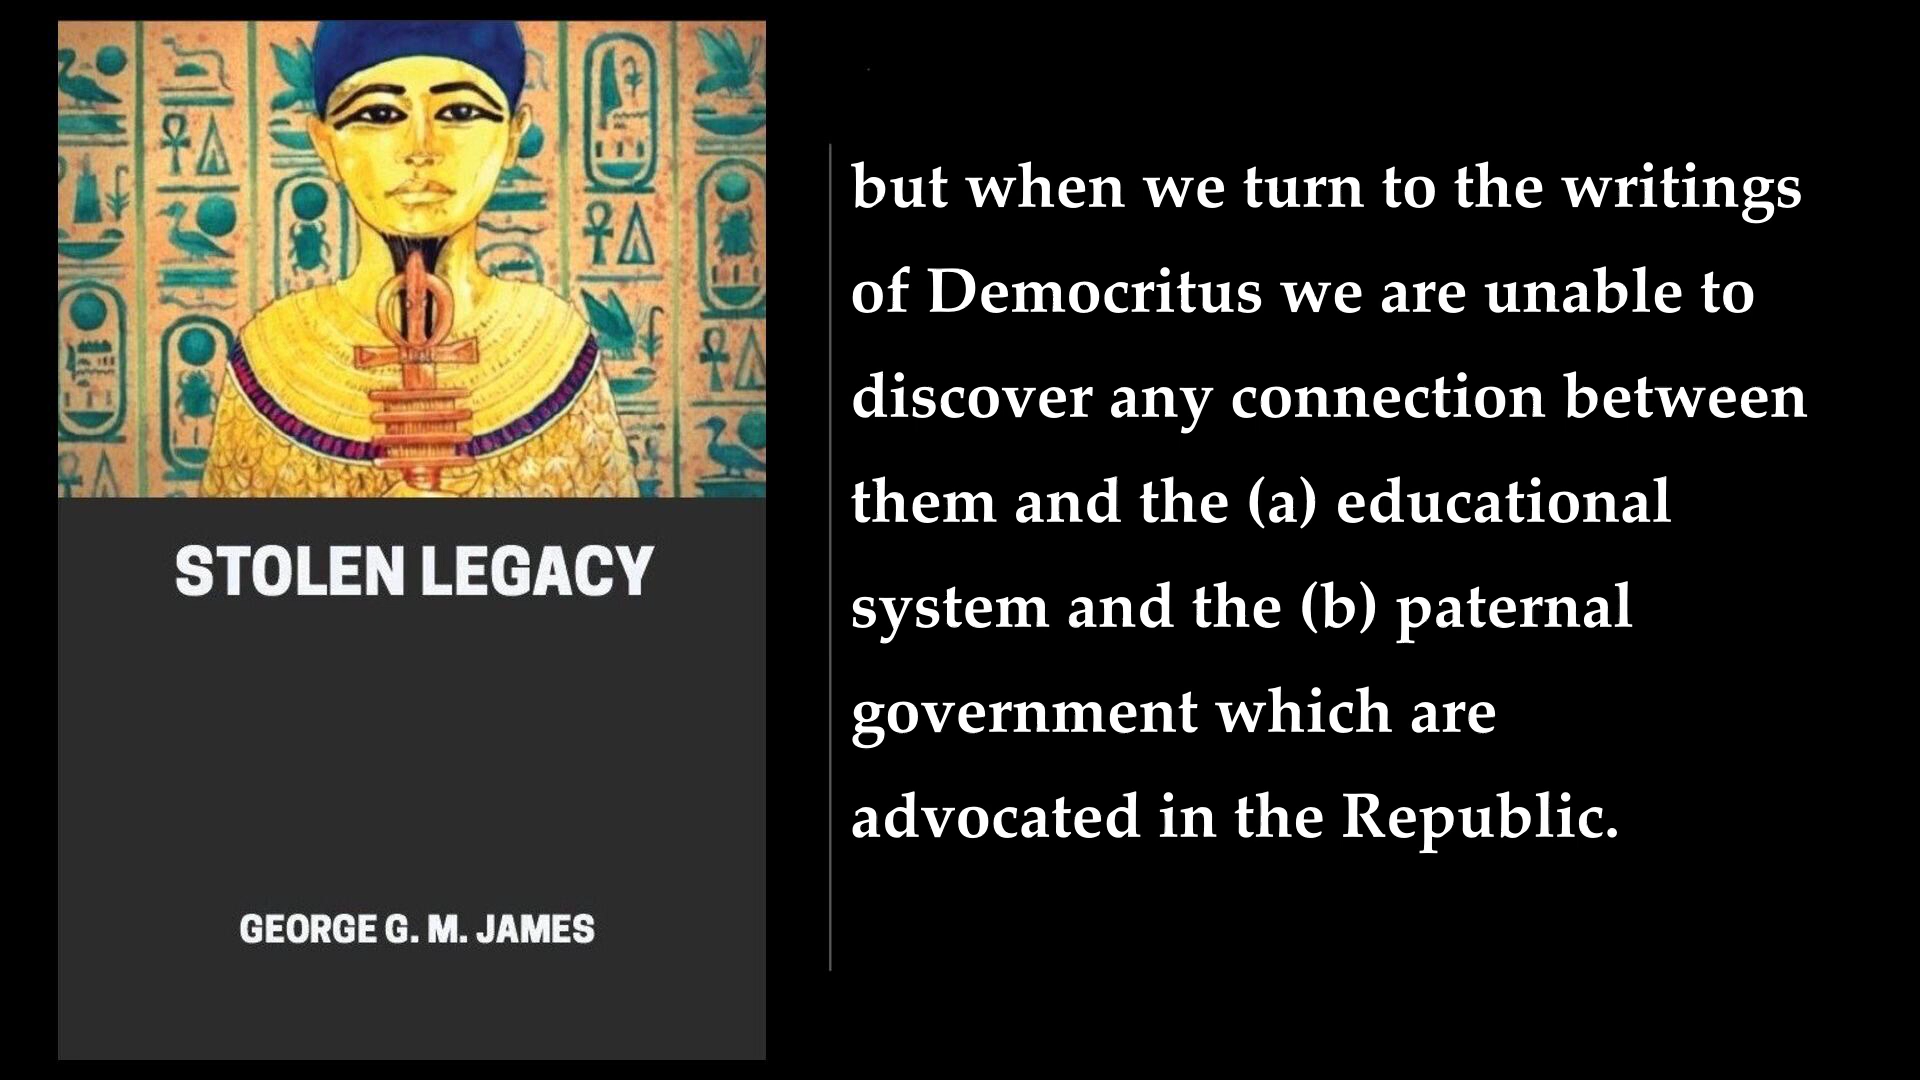 STOLEN LEGACY
GEORGE G. M. JAMES
but when we turn to the writings
of Democritus we are unable to
discover any connection between
them and the (a) educational
system and the (b) paternal
government which are
advocated in the Republic.